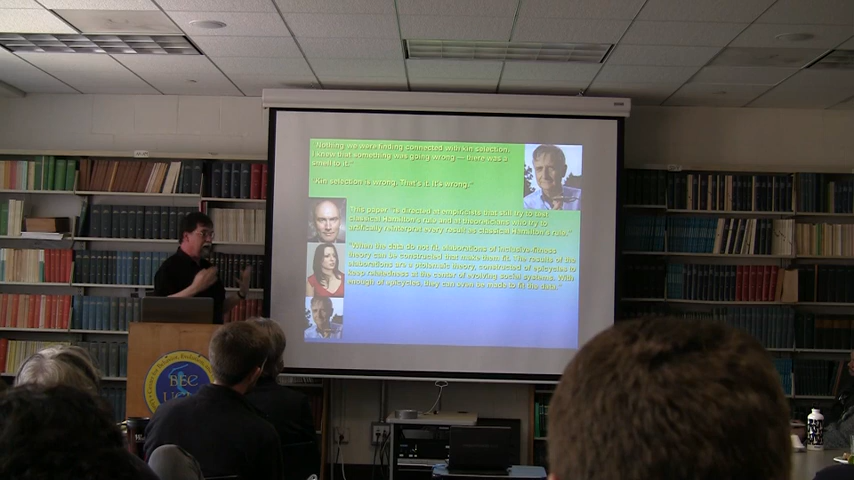 "Nothing we were finding connected with kin selection.
I knew that something was going wrong — there was a
smell to it."
"Kin selection is wrong. That's it. It's wrong."
"This paper is directed at empiricists that still try to test
classical Hamilton's rule and at theoreticians who try to
artificially reinterpret every result as classical Hamilton's rule."
"When the data do not fit, elaborations of inclusive fitness
theory can be constructed that make them fit. The results of the
elaborations are a ptolemaic theory, constructed of epicycles to
keep relatedness at the center of evolving social systems. With
enough of epicycles, they can even be made to fit the data."
BEC